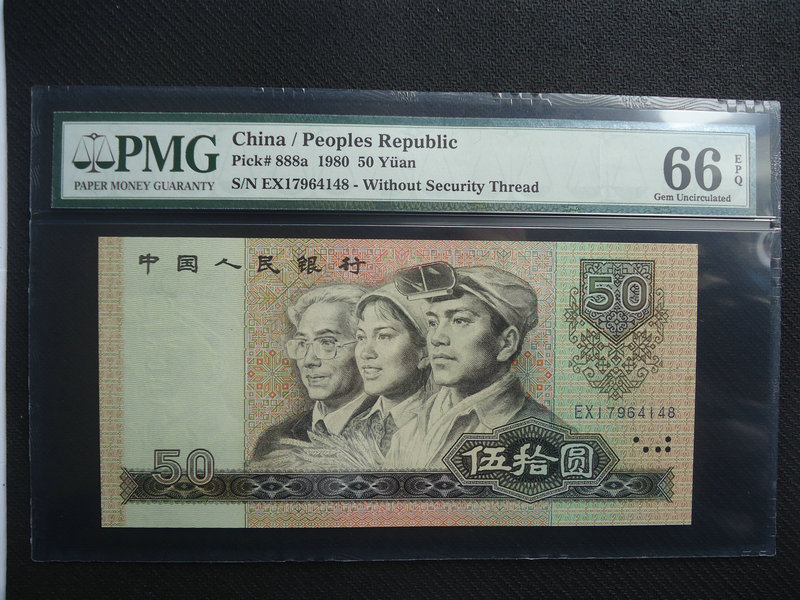 PMG
PAPER MONEY GUARANTY
China / Peoples Republic
Pick# 888a 1980 50 Yüan
S/N EX17964148 - Without Security Thread
66 EPQ
Gem Uncirculated
中国人民银行
50
EX17964148
50
伍拾圆